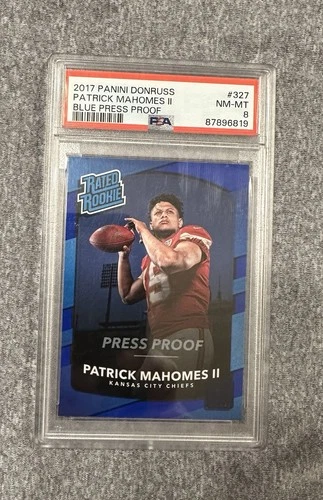 2017 PANINI DONRUSS #327
PATRICK MAHOMES II NM-MT
BLUE PRESS PROOF 8
PSA 87896819
RATED
ROOKIE
PRESS PROOF
PATRICK MAHOMES II
KANSAS CITY CHIEFS